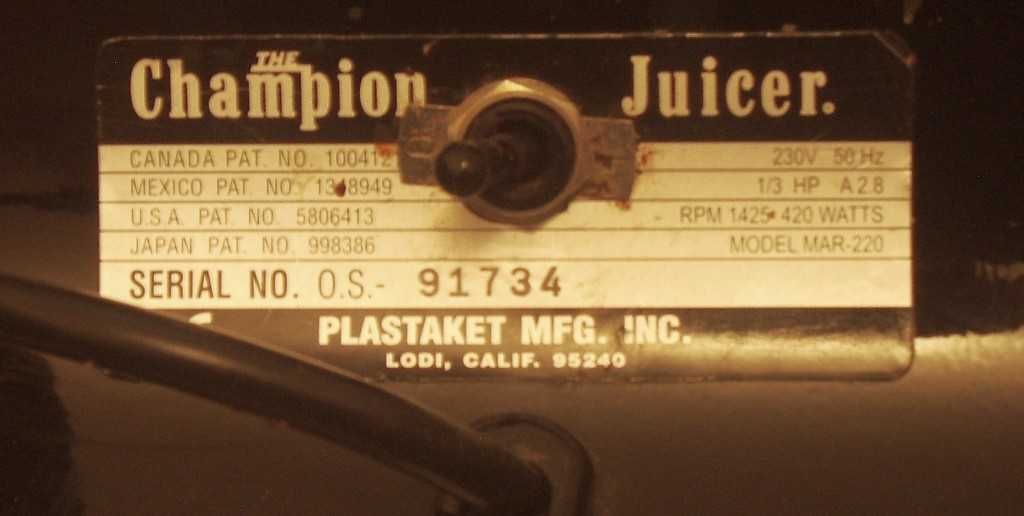 THE
Champion Juicer.
CANADA PAT. NO. 100412 230V 50 Hz
MEXICO PAT. NO. 1318949 1/3 HP A 2.8
U.S.A. PAT. NO. 5806413 RPM 1425 420 WATTS
JAPAN PAT. NO. 998386 MODEL MAR-220
SERIAL NO. O.S.- 91734
PLASTAKET MFG. INC.
LODI, CALIF. 95240